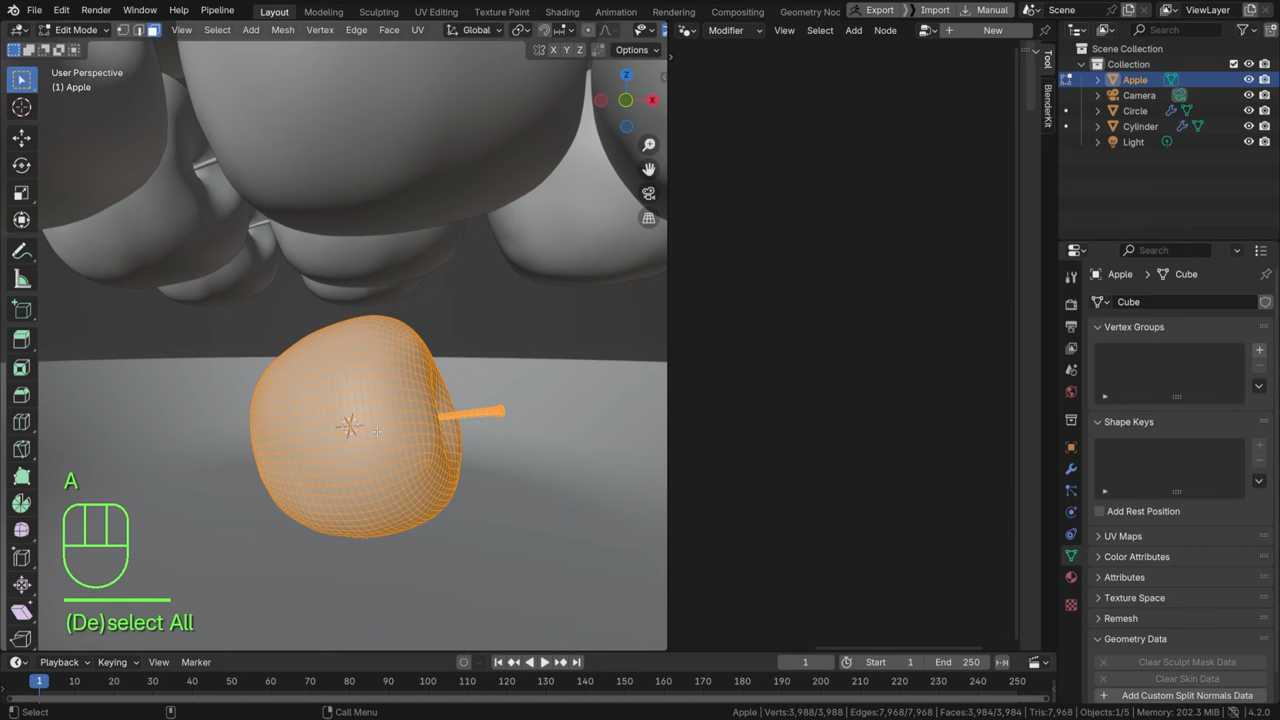 File Edit Render Window Help Pipeline Layout Modeling Sculpting UV Editing Texture Paint Shading Animation Rendering Compositing Geometry Noc Export Import Manual Scene ViewLayer
Edit Mode View Select Add Mesh Vertex Edge Face UV Global Modifier View Select Add Node New Search
X Y Z Options
User Perspective
(1) Apple
Z
X
Tool
BlenderKit
Scene Collection
Collection
Apple
Camera
Circle
Cylinder
Light
Search
Apple Cube
Cube
Vertex Groups
Shape Keys
Add Rest Position
UV Maps
Color Attributes
Attributes
Texture Space
Remesh
Geometry Data
Clear Sculpt Mask Data
Clear Skin Data
Add Custom Split Normals Data
A
(De)select All
Playback Keying View Marker 1 Start 1 End 250
1 10 20 30 40 50 60 70 80 90 100 110 120 130 140 150 160 170 180 190 200 210 220 230 240 250
Select Call Menu Apple | Verts:3,988/3,988 | Edges:7,968/7,968 | Faces:3,984/3,984 | Tris:7,968 | Objects:1/5 | Memory: 202.3 MiB | 4.2.0